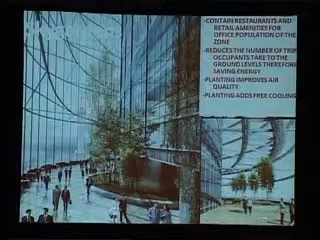 -CONTAIN RESTAURANTS AND
RETAIL AMENITIES FOR
OFFICE POPULATION OF THE
ZONE
-REDUCES THE NUMBER OF TRIP
OCCUPANTS TAKE TO THE
GROUND LEVELS THEREFORE
SAVING ENERGY
-PLANTING IMPROVES AIR
QUALITY
-PLANTING ADDS FREE COOLING